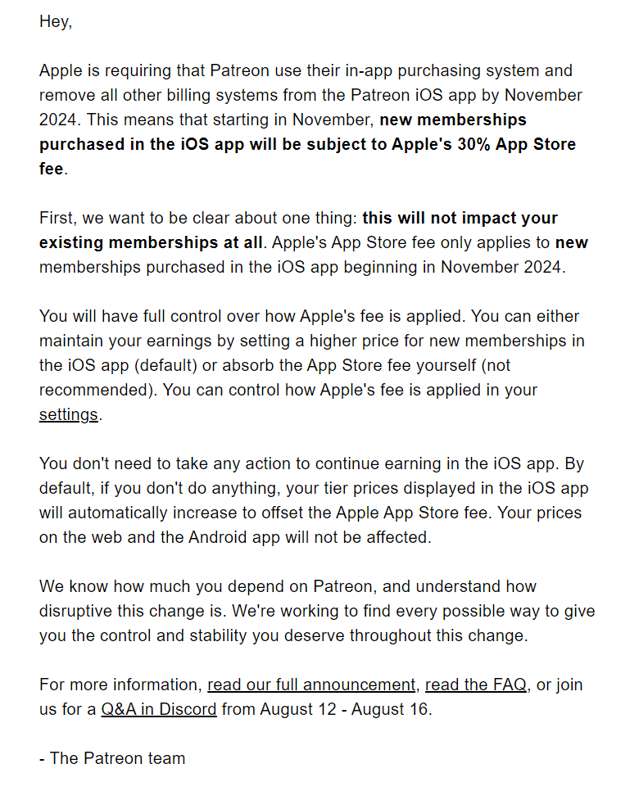 Hey,
Apple is requiring that Patreon use their in-app purchasing system and
remove all other billing systems from the Patreon iOS app by November
2024. This means that starting in November, new memberships
purchased in the iOS app will be subject to Apple's 30% App Store
fee.
First, we want to be clear about one thing: this will not impact your
existing memberships at all. Apple's App Store fee only applies to new
memberships purchased in the iOS app beginning in November 2024.
You will have full control over how Apple's fee is applied. You can either
maintain your earnings by setting a higher price for new memberships in
the iOS app (default) or absorb the App Store fee yourself (not
recommended). You can control how Apple's fee is applied in your
settings.
You don't need to take any action to continue earning in the iOS app. By
default, if you don't do anything, your tier prices displayed in the iOS app
will automatically increase to offset the Apple App Store fee. Your prices
on the web and the Android app will not be affected.
We know how much you depend on Patreon, and understand how
disruptive this change is. We're working to find every possible way to give
you the control and stability you deserve throughout this change.
For more information, read our full announcement, read the FAQ, or join
us for a Q&A in Discord from August 12 - August 16.
- The Patreon team